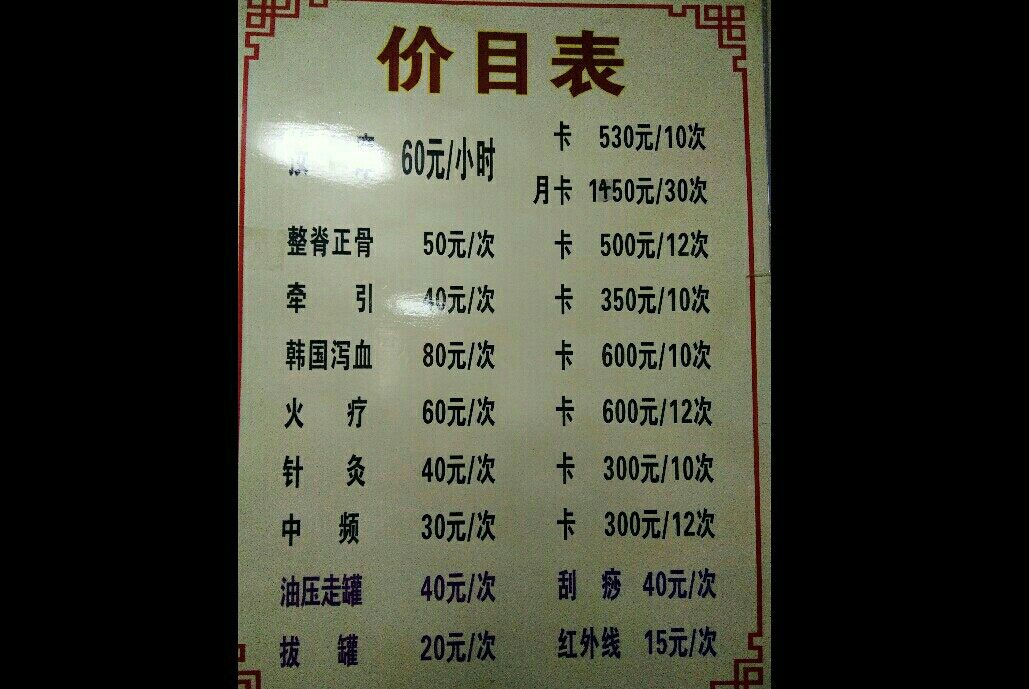 价目表
60元/小时 卡 530元/10次
月卡 /30次
整脊正骨 50元/次 卡 500元/12次
牵 引 40元/次 卡 350元/10次
韩国泻血 80元/次 卡 600元/10次
火 疗 60元/次 卡 600元/12次
针 灸 40元/次 卡 300元/10次
中 频 30元/次 卡 300元/12次
油压走罐 40元/次 刮 痧 40元/次
拔 罐 20元/次 红外线 15元/次